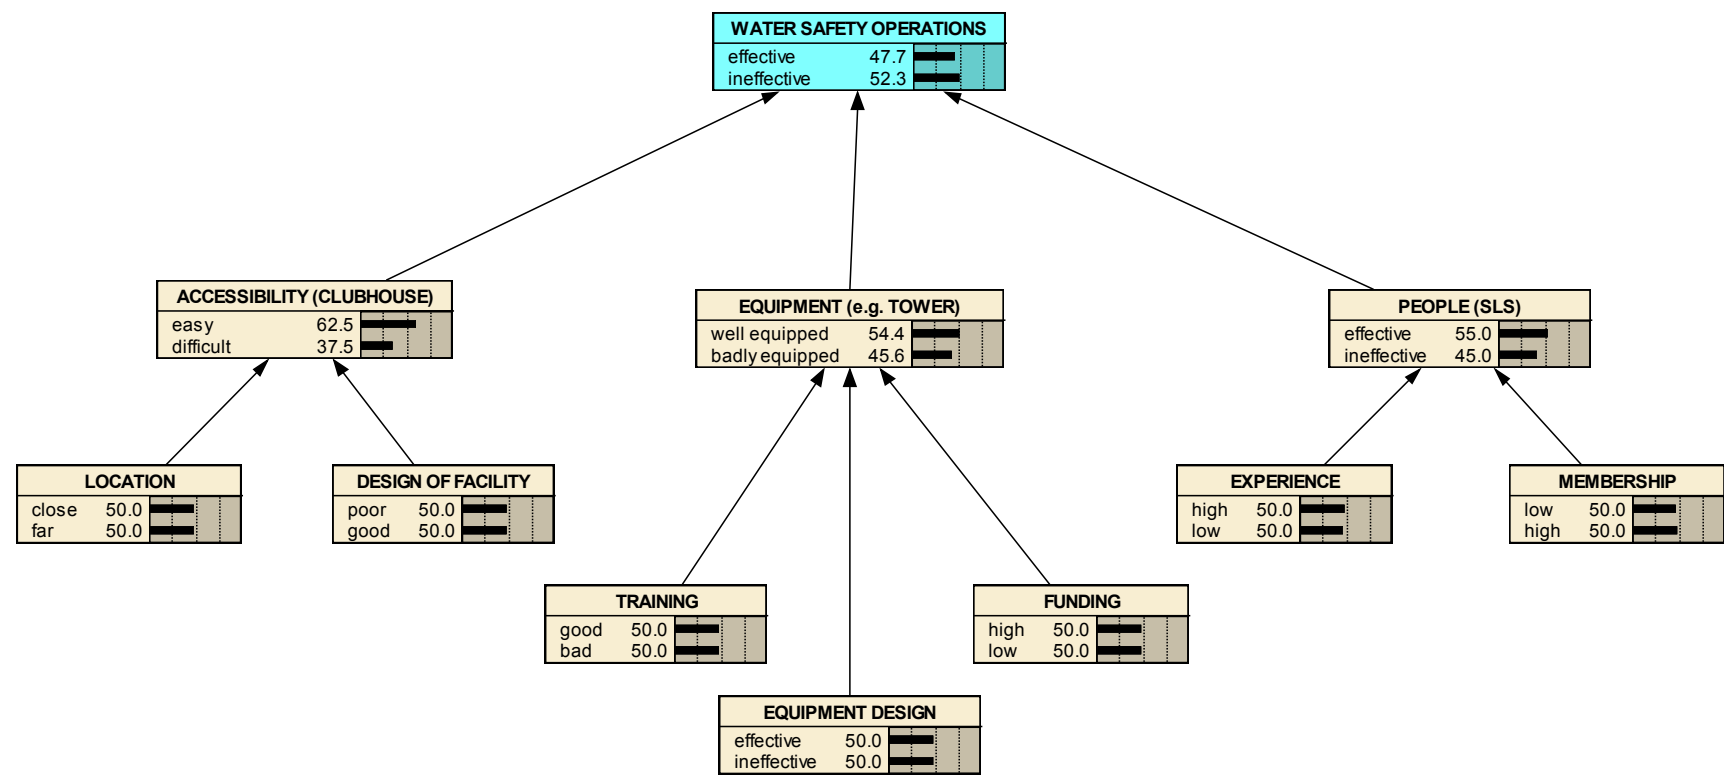 WATER SAFETY OPERATIONS
effective 47.7
ineffective 52.3
ACCESSIBILITY (CLUBHOUSE)
easy 62.5
difficult 37.5
EQUIPMENT (e.g. TOWER)
well equipped 54.4
badly equipped 45.6
PEOPLE (SLS)
effective 55.0
ineffective 45.0
LOCATION
close 50.0
far 50.0
DESIGN OF FACILITY
poor 50.0
good 50.0
EXPERIENCE
high 50.0
low 50.0
MEMBERSHIP
low 50.0
high 50.0
TRAINING
good 50.0
bad 50.0
FUNDING
high 50.0
low 50.0
EQUIPMENT DESIGN
effective 50.0
ineffective 50.0